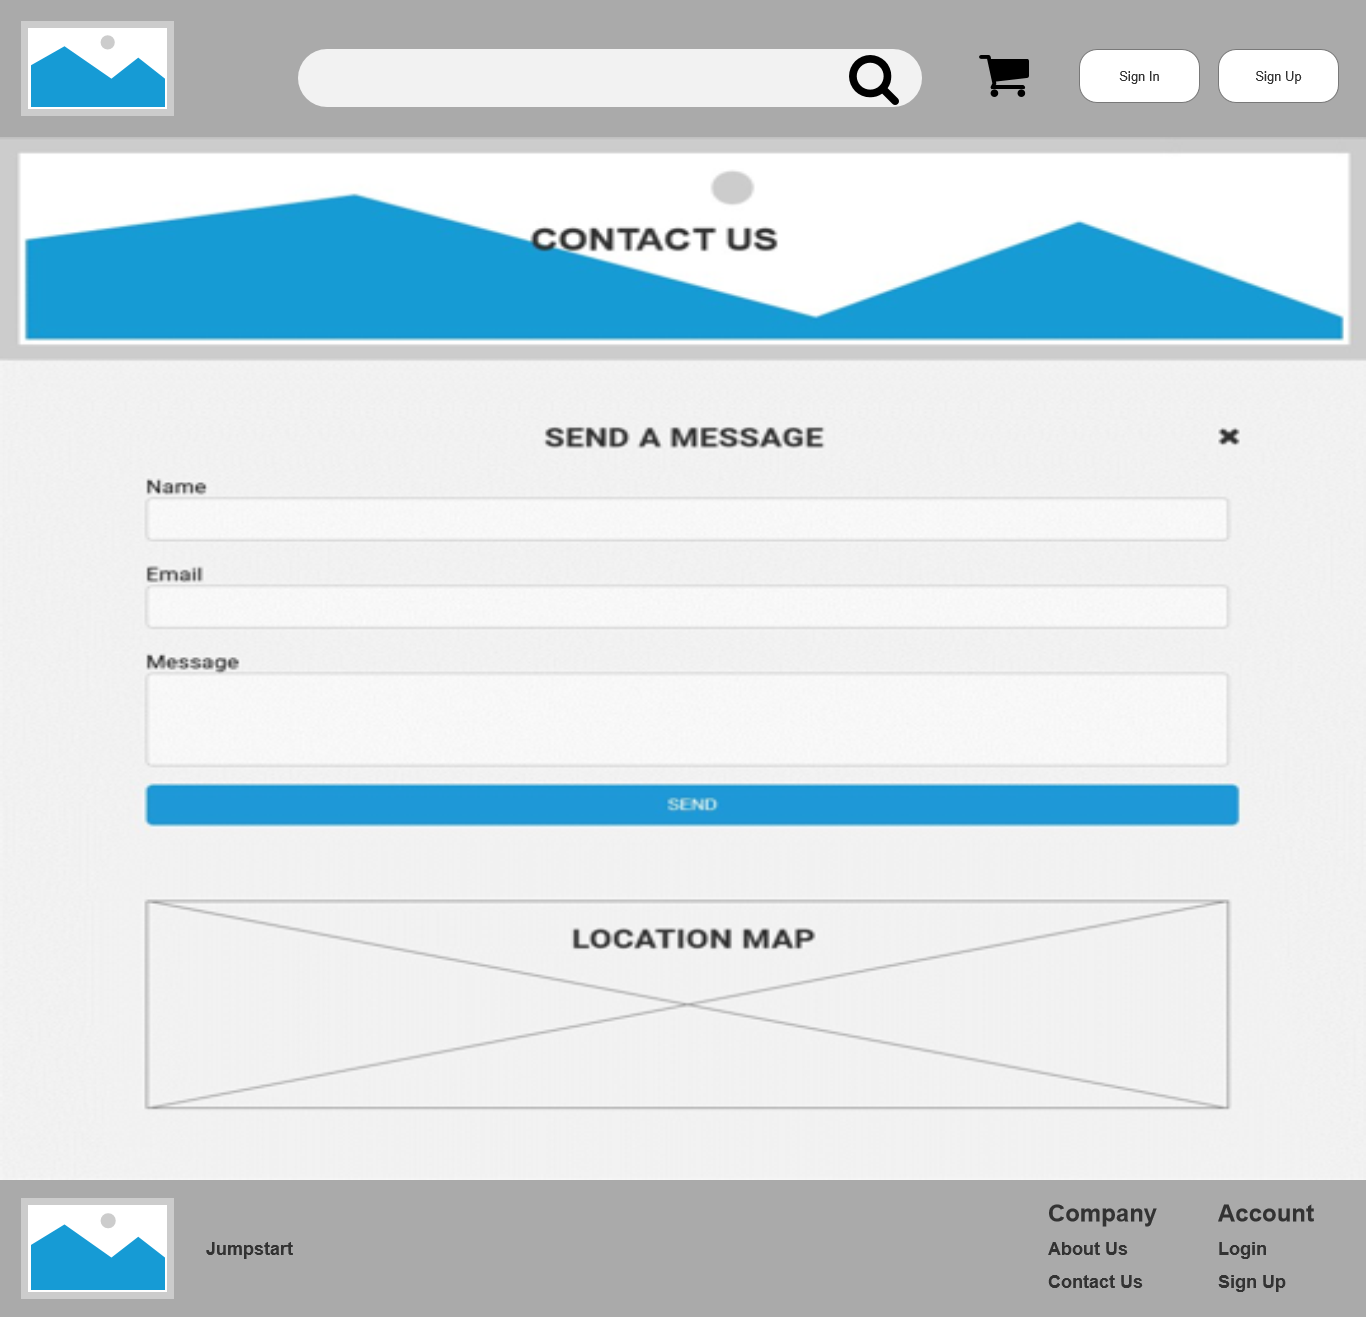 Sign In
Sign Up
CONTACT US
SEND A MESSAGE
Name
Email
Message
SEND
LOCATION MAP
Jumpstart
Company
About Us
Contact Us
Account
Login
Sign Up